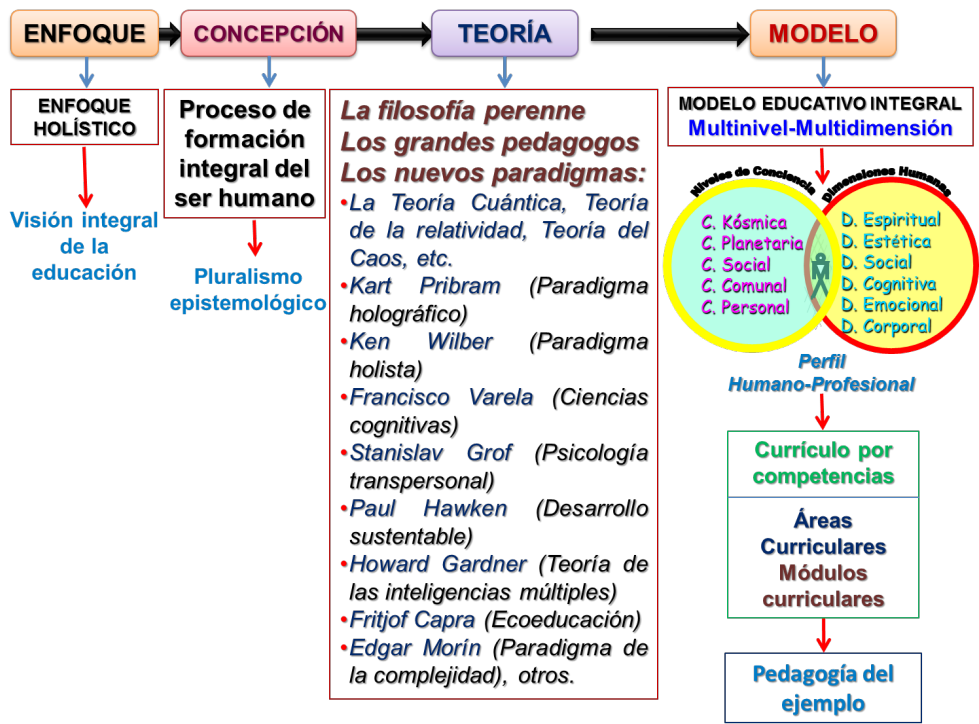 ENFOQUE
CONCEPCIÓN
TEORÍA
MODELO
ENFOQUE
HOLÍSTICO
Visión integral
de la
educación
Proceso de
formación
integral del
ser humano
Pluralismo
epistemológico
La filosofía perenne
Los grandes pedagogos
Los nuevos paradigmas:
•La Teoría Cuántica, Teoría
de la relatividad, Teoría del
Caos, etc.
•Kart Pribram (Paradigma
holográfico)
•Ken Wilber (Paradigma
holista)
•Francisco Varela (Ciencias
cognitivas)
•Stanislav Grof (Psicología
transpersonal)
•Paul Hawken (Desarrollo
sustentable)
•Howard Gardner (Teoría de
las inteligencias múltiples)
•Fritjof Capra (Ecoeducación)
•Edgar Morín (Paradigma de
la complejidad), otros.
MODELO EDUCATIVO INTEGRAL
Multinivel-Multidimensión
Niveles de Conciencia
C. Kósmica
C. Planetaria
C. Social
C. Comunal
C. Personal
Dimensiones Humanas
D. Espiritual
D. Estética
D. Social
D. Cognitiva
D. Emocional
D. Corporal
Perfil
Humano-Profesional
Currículo por
competencias
Áreas
Curriculares
Módulos
curriculares
Pedagogía del
ejemplo